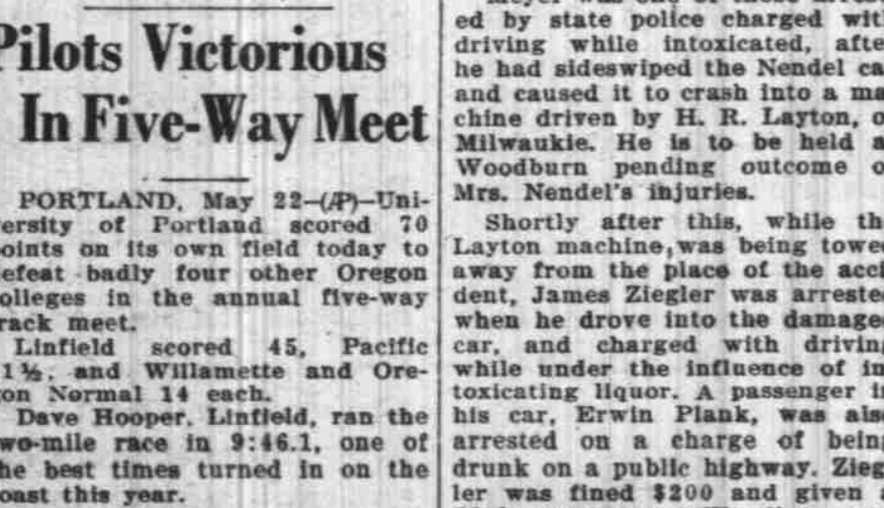 Pilots Victorious
In Five-Way Meet
PORTLAND, May 22-(AP)-Uni-
ersity of Portland scored 70
oints on its own field today to
efeat badly four other Oregon
olleges in the annual five-way
rack meet.
Linfield scored 45, Pacific
1½, and Willamette and Ore-
on Normal 14 each.
Dave Hooper, Linfield, ran the
wo-mile race in 9:46.1, one of
he best times turned in on the
oast this year.
ed by state police charged with
driving while intoxicated, afte
he had sideswiped the Nendel ca
and caused it to crash into a ma
chine driven by H. R. Layton, o
Milwaukie. He is to be held a
Woodburn pending outcome o
Mrs. Nendel's injuries.
Shortly after this, while th
Layton machine was being towe
away from the place of the acci
dent, James Ziegler was arreste
when he drove into the damage
car, and charged with driving
while under the influence of in
toxicating liquor. A passenger i
his car, Erwin Plank, was also
arrested on a charge of being
drunk on a public highway. Zieg
ler was fined $200 and given a